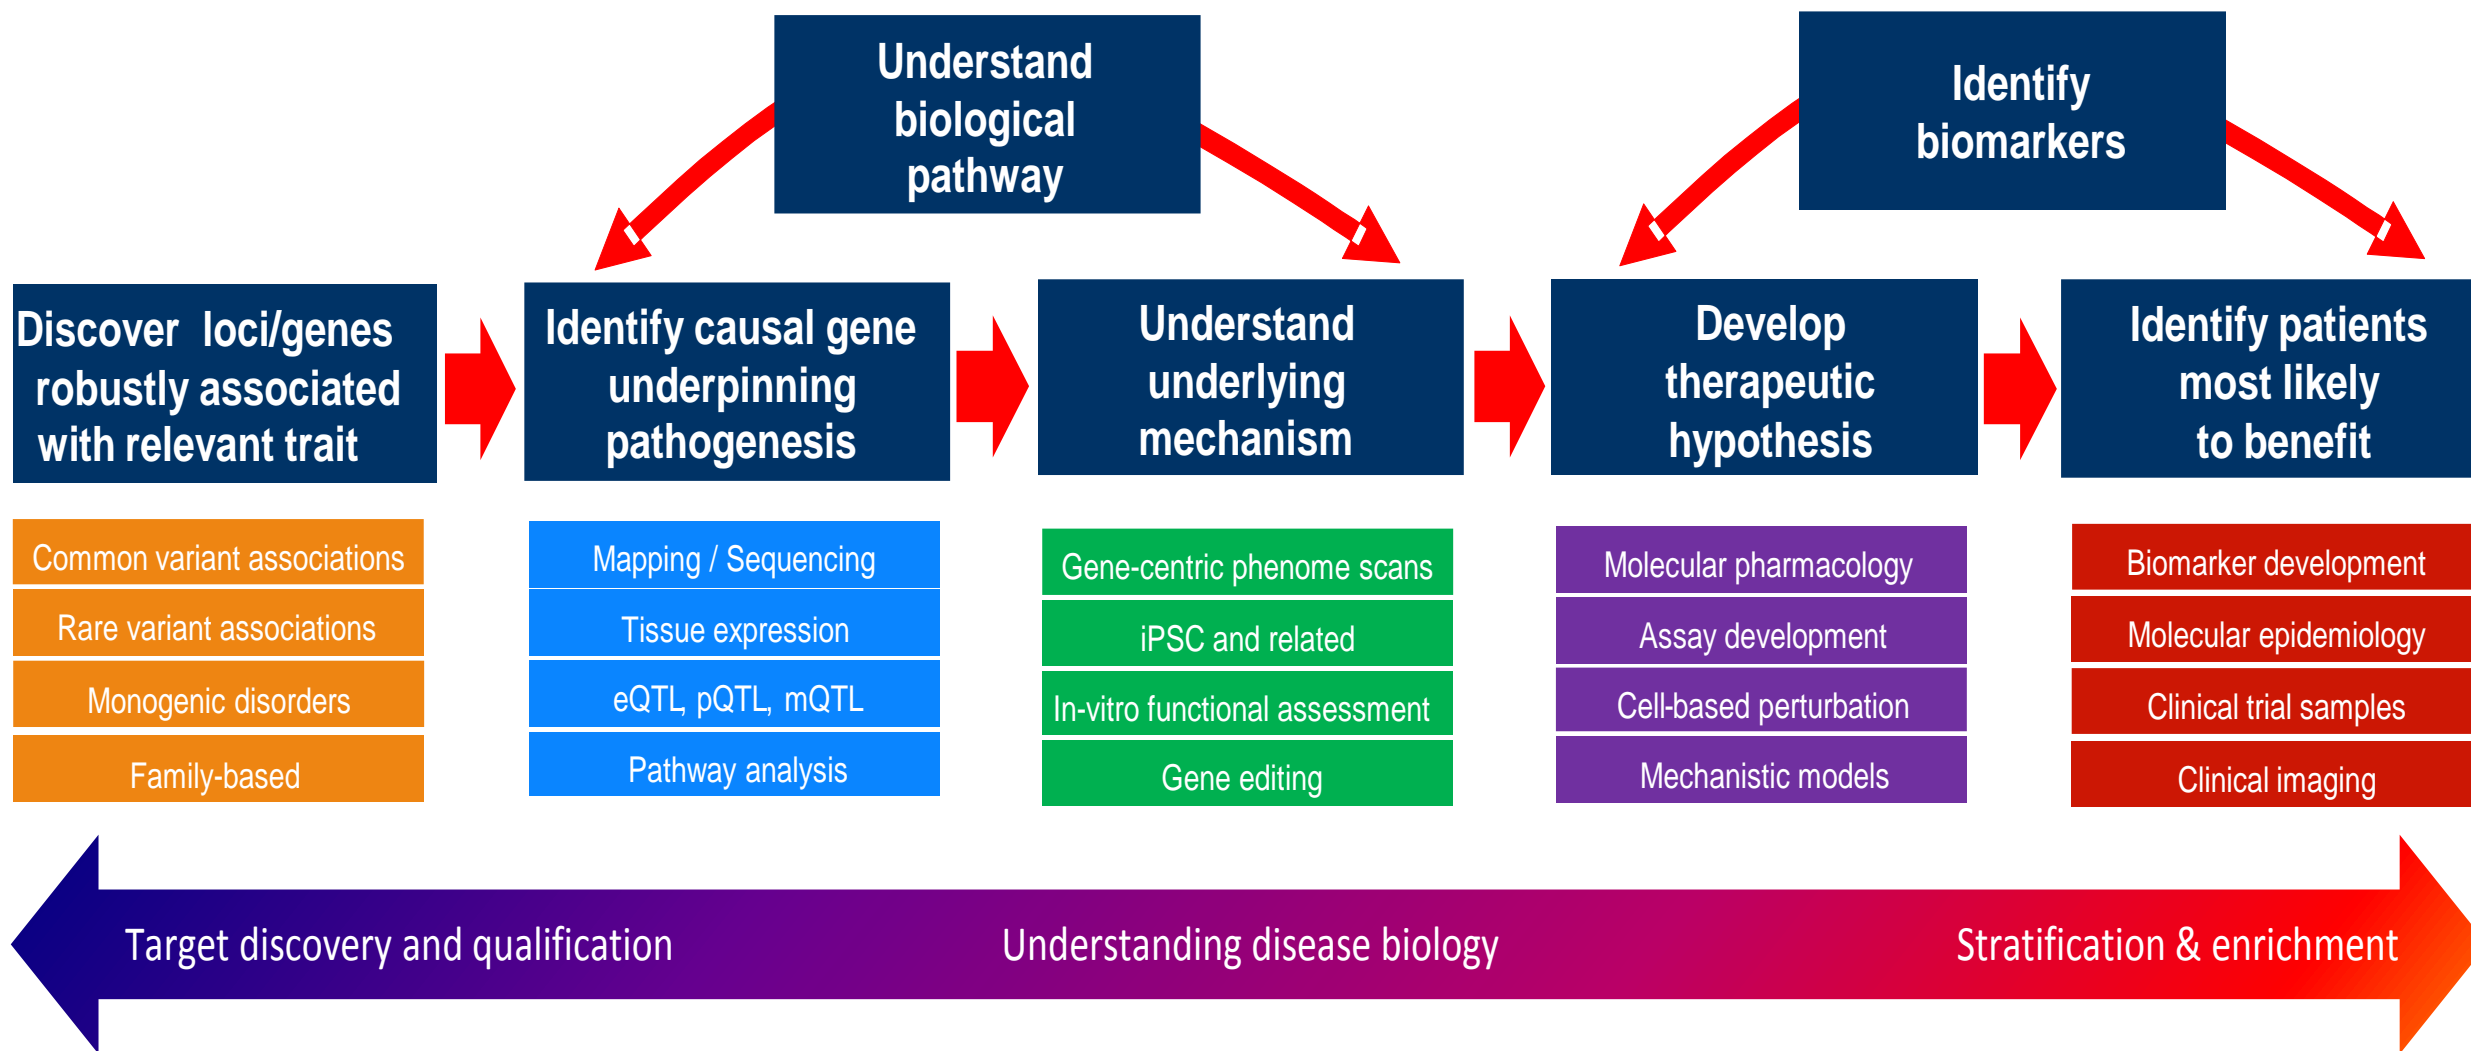 Understand
biological
pathway
Identify
biomarkers
Discover loci/genes
robustly associated
with relevant trait
Identify causal gene
underpinning
pathogenesis
Understand
underlying
mechanism
Develop
therapeutic
hypothesis
Identify patients
most likely
to benefit
Common variant associations
Rare variant associations
Monogenic disorders
Family-based
Mapping / Sequencing
Tissue expression
eQTL, pQTL, mQTL
Pathway analysis
Gene-centric phenome scans
iPSC and related
In-vitro functional assessment
Gene editing
Molecular pharmacology
Assay development
Cell-based perturbation
Mechanistic models
Biomarker development
Molecular epidemiology
Clinical trial samples
Clinical imaging
Target discovery and qualification
Understanding disease biology
Stratification & enrichment